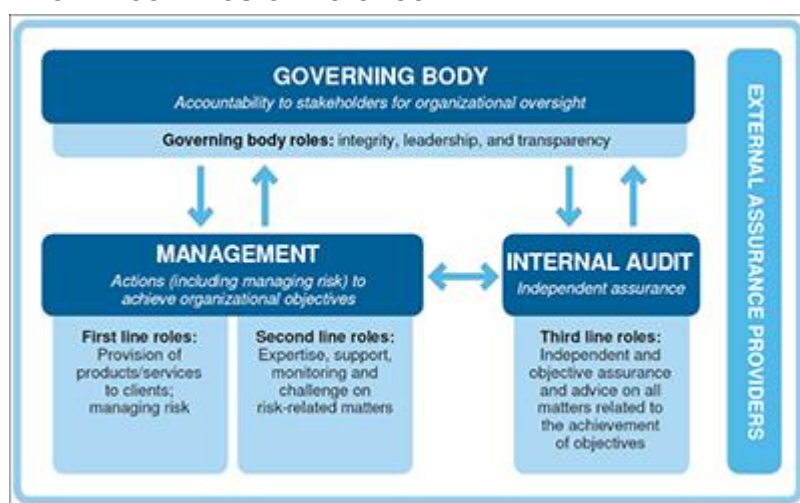 GOVERNING BODY
Accountability to stakeholders for organizational oversight
Governing body roles: integrity, leadership, and transparency
MANAGEMENT
Actions (including managing risk) to
achieve organizational objectives
First line roles:
Provision of
products/services
to clients;
managing risk
Second line roles:
Expertise, support,
monitoring and
challenge on
risk-related matters
INTERNAL AUDIT
Independent assurance
Third line roles:
Independent and
objective assurance
and advice on all
matters related to
the achievement
of objectives
EXTERNAL ASSURANCE PROVIDERS